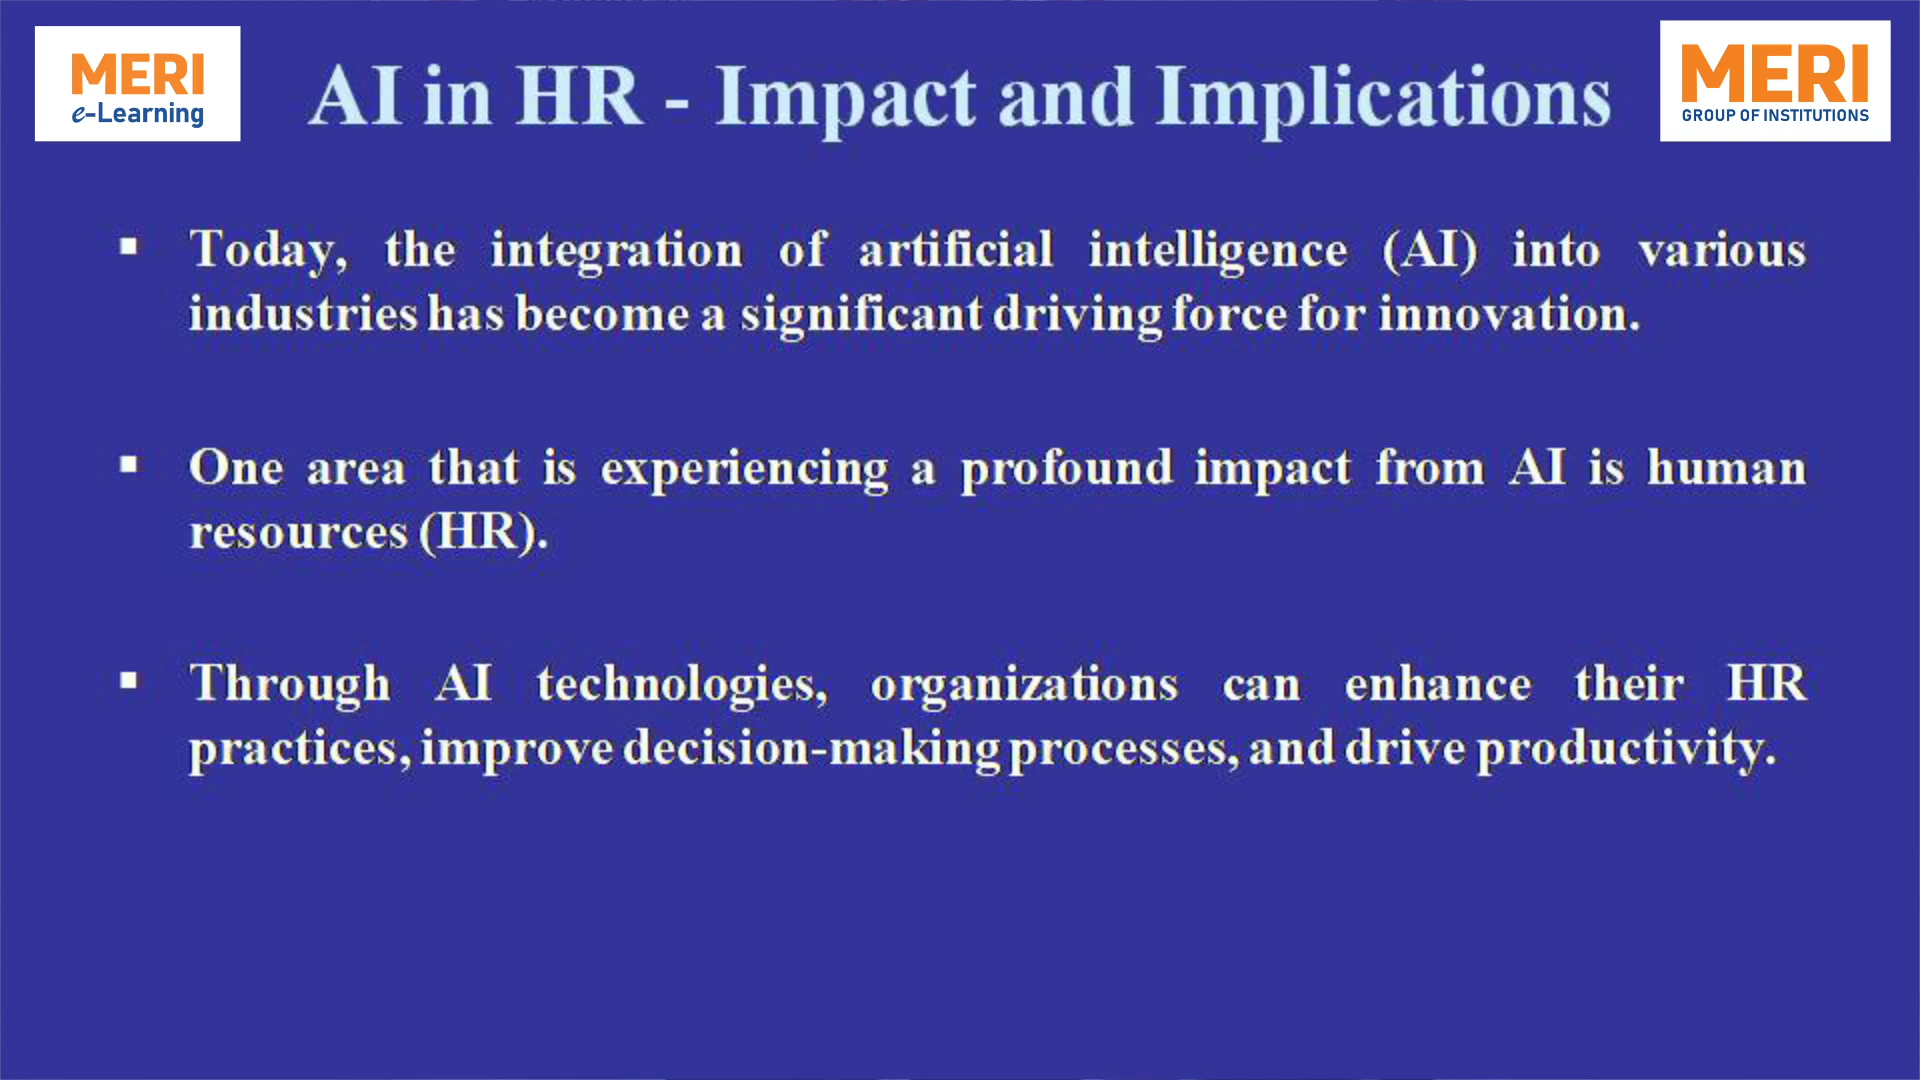 MERI
e-Learning
AI in HR - Impact and Implications
MERI
GROUP OF INSTITUTIONS
▪ Today, the integration of artificial intelligence (AI) into various
industries has become a significant driving force for innovation.
▪ One area that is experiencing a profound impact from AI is human
resources (HR).
▪ Through AI technologies, organizations can enhance their HR
practices, improve decision-making processes, and drive productivity.